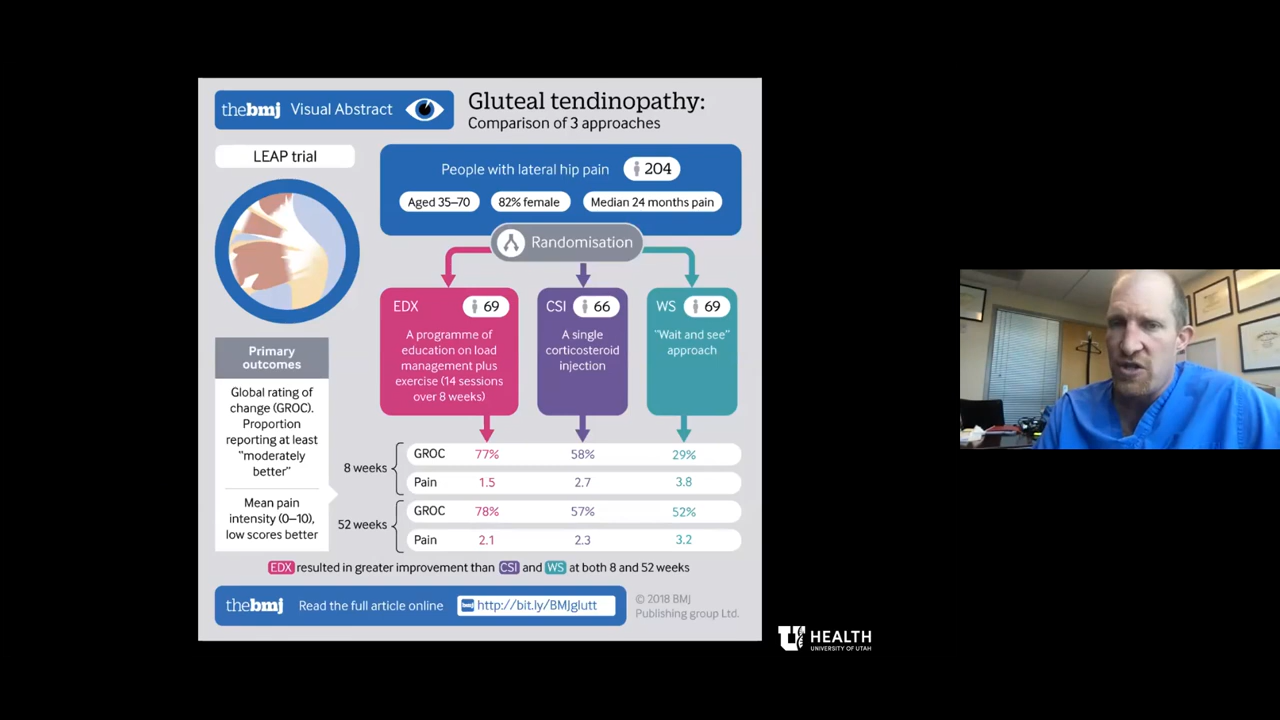 thebmj Visual Abstract
Gluteal tendinopathy:
Comparison of 3 approaches
LEAP trial
People with lateral hip pain 204
Aged 35–70 82% female Median 24 months pain
Randomisation
EDX 69
A programme of
education on load
management plus
exercise (14 sessions
over 8 weeks)
CSI 66
A single
corticosteroid
injection
WS 69
"Wait and see"
approach
Primary
outcomes
Global rating of
change (GROC).
Proportion
reporting at least
"moderately
better"
Mean pain
intensity (0–10),
low scores better
8 weeks
GROC 77% 58% 29%
Pain 1.5 2.7 3.8
52 weeks
GROC 78% 57% 52%
Pain 2.1 2.3 3.2
EDX resulted in greater improvement than CSI and WS at both 8 and 52 weeks
thebmj Read the full article online bmj http://bit.ly/BMJglutt
© 2018 BMJ
Publishing group Ltd.
U HEALTH
UNIVERSITY OF UTAH